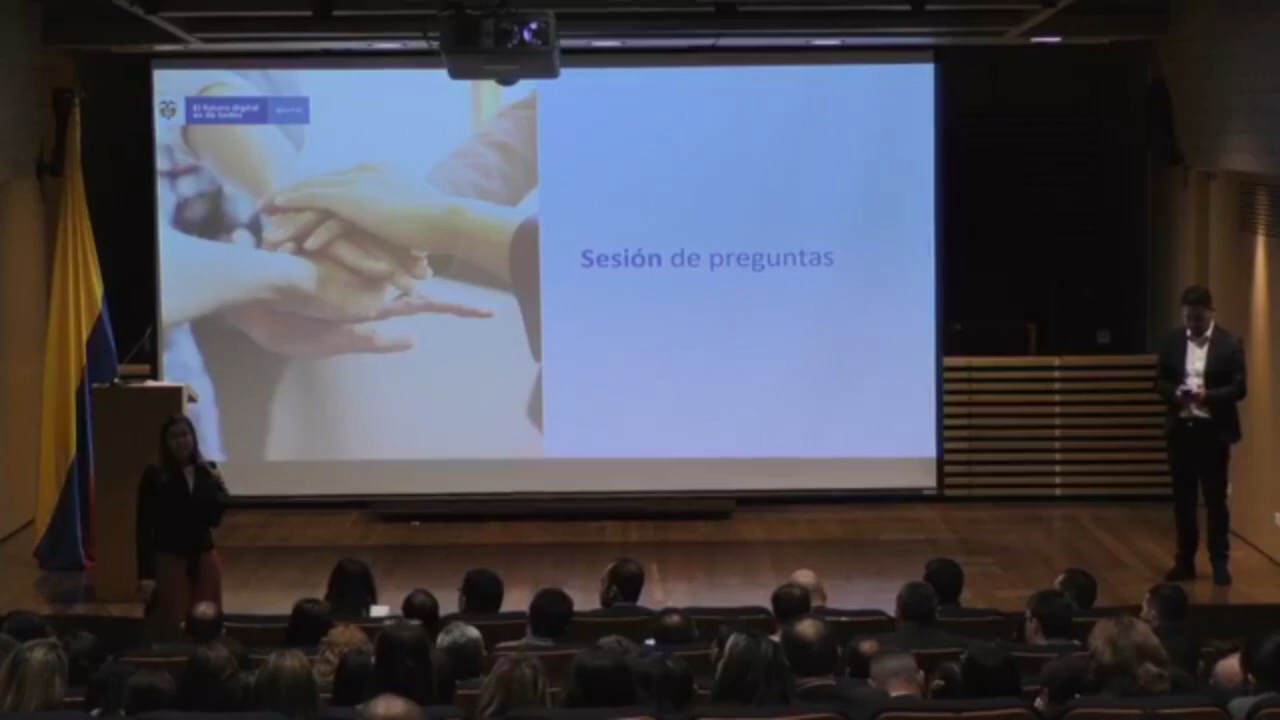 El futuro digital
es de todos
Sesión de preguntas